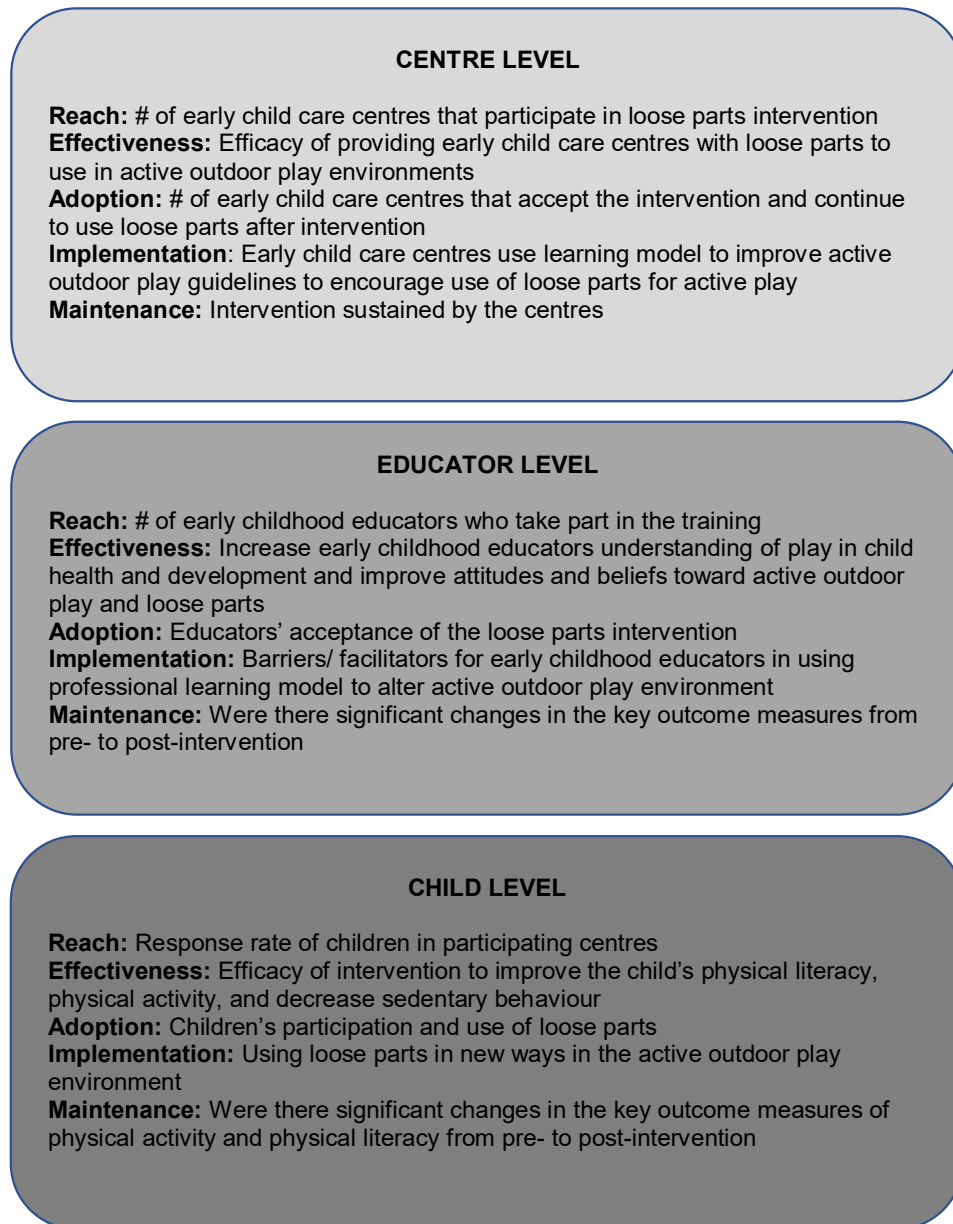 CENTRE LEVEL
Reach: # of early child care centres that participate in loose parts intervention
Effectiveness: Efficacy of providing early child care centres with loose parts to
use in active outdoor play environments
Adoption: # of early child care centres that accept the intervention and continue
to use loose parts after intervention
Implementation: Early child care centres use learning model to improve active
outdoor play guidelines to encourage use of loose parts for active play
Maintenance: Intervention sustained by the centres
EDUCATOR LEVEL
Reach: # of early childhood educators who take part in the training
Effectiveness: Increase early childhood educators understanding of play in child
health and development and improve attitudes and beliefs toward active outdoor
play and loose parts
Adoption: Educators’ acceptance of the loose parts intervention
Implementation: Barriers/ facilitators for early childhood educators in using
professional learning model to alter active outdoor play environment
Maintenance: Were there significant changes in the key outcome measures from
pre- to post-intervention
CHILD LEVEL
Reach: Response rate of children in participating centres
Effectiveness: Efficacy of intervention to improve the child’s physical literacy,
physical activity, and decrease sedentary behaviour
Adoption: Children’s participation and use of loose parts
Implementation: Using loose parts in new ways in the active outdoor play
environment
Maintenance: Were there significant changes in the key outcome measures of
physical activity and physical literacy from pre- to post-intervention